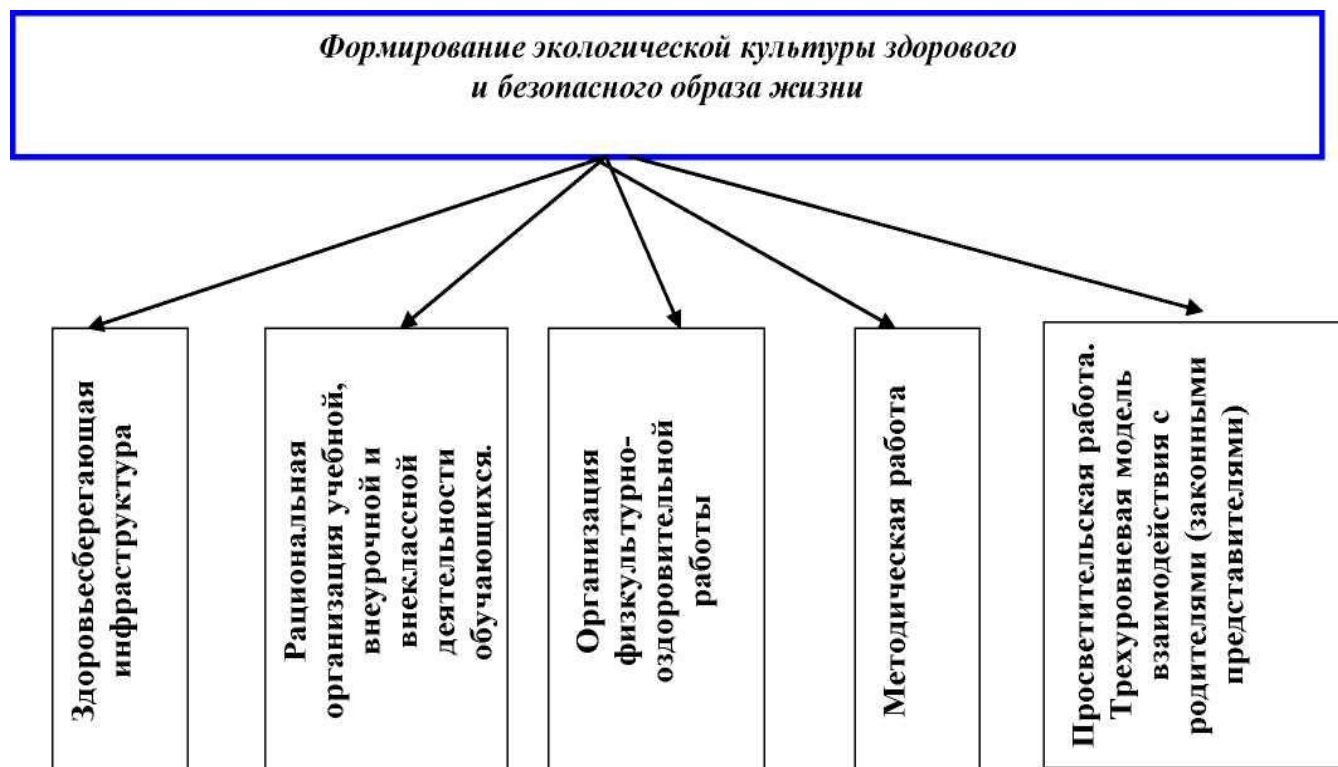 Формирование экологической культуры здорового
и безопасного образа жизни
Здоровьесберегающая
инфраструктура
Рациональная
организация учебной,
внеурочной и
внеклассной
деятельности
обучающихся.
Организация
физкультурно-
оздоровительной
работы
Методическая работа
Просветительская работа.
Трехуровневая модель
взаимодействия с
родителями (законными
представителями)